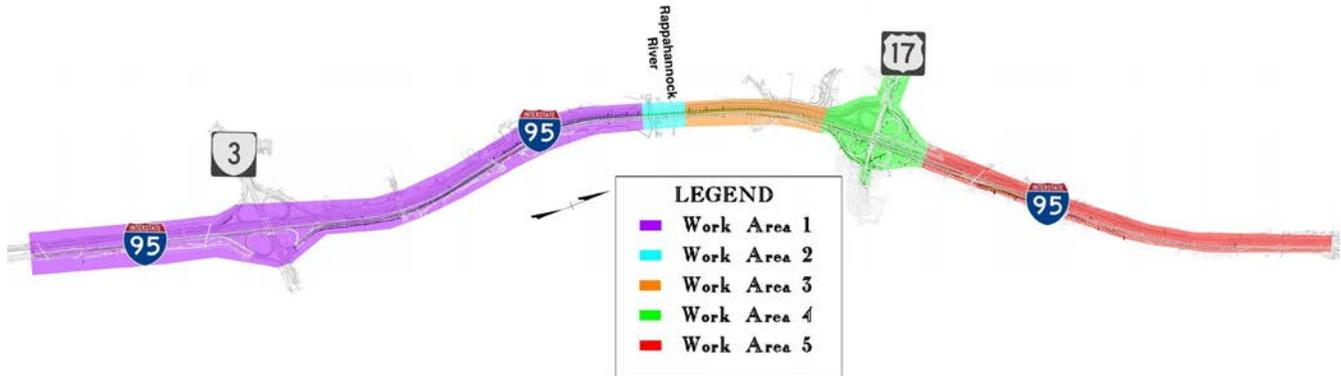 Rappahannock
River
17
INTERSTATE
95
3
INTERSTATE
95
INTERSTATE
95
LEGEND
Work Area 1
Work Area 2
Work Area 3
Work Area 4
Work Area 5